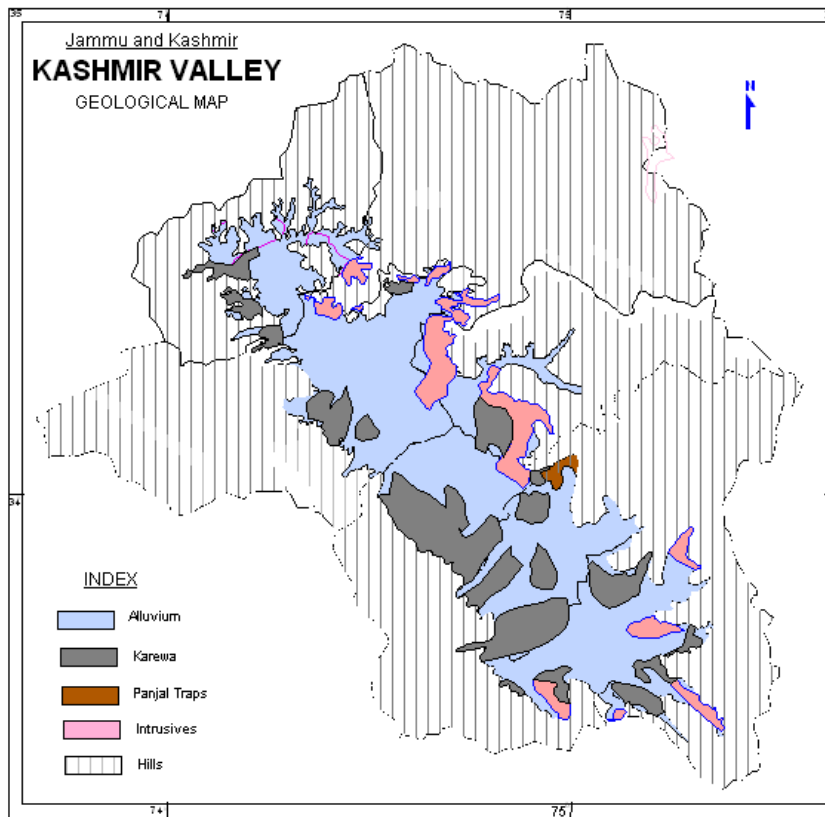 35
74
75
Jammu and Kashmir
KASHMIR VALLEY
GEOLOGICAL MAP
N
34
INDEX
Alluvium
Karewa
Panjal Traps
Intrusives
Hills
74
75